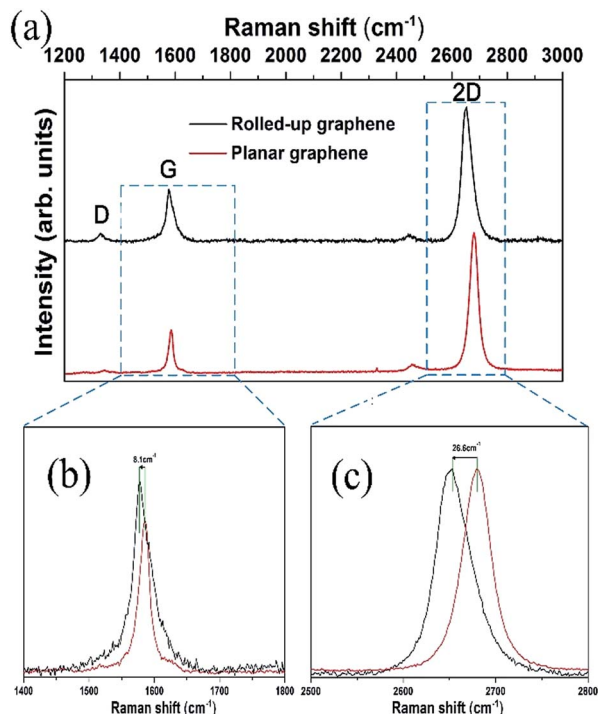 (a)
Raman shift (cm⁻¹)
1200 1400 1600 1800 2000 2200 2400 2600 2800 3000
Intensity (arb. units)
D
G
2D
Rolled-up graphene
Planar graphene
(b)
8.1cm⁻¹
1400 1500 1600 1700 1800
Raman shift (cm⁻¹)
(c)
26.6cm⁻¹
2500 2600 2700 2800
Raman shift (cm⁻¹)